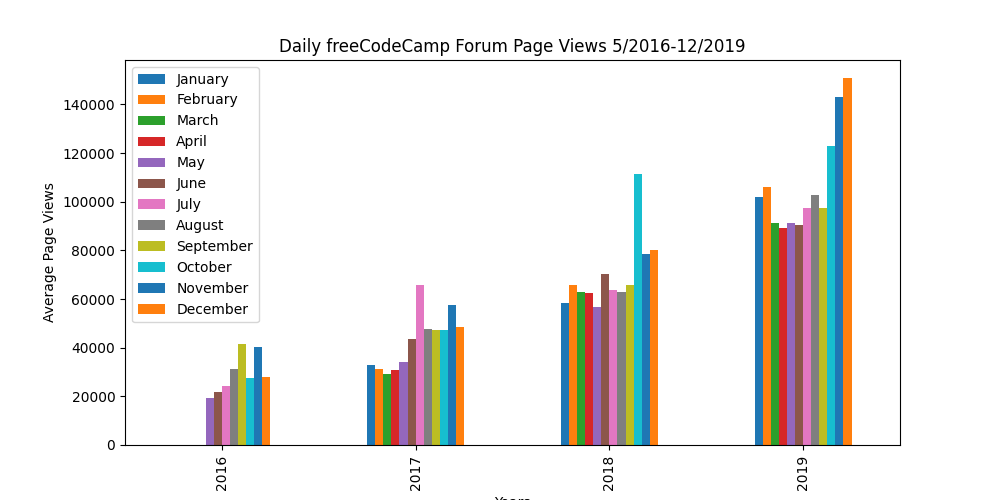 Daily freeCodeCamp Forum Page Views 5/2016-12/2019
January
February
March
April
May
June
July
August
September
October
November
December
Average Page Views
140000
120000
100000
80000
60000
40000
20000
0
2016
2017
2018
2019
Years